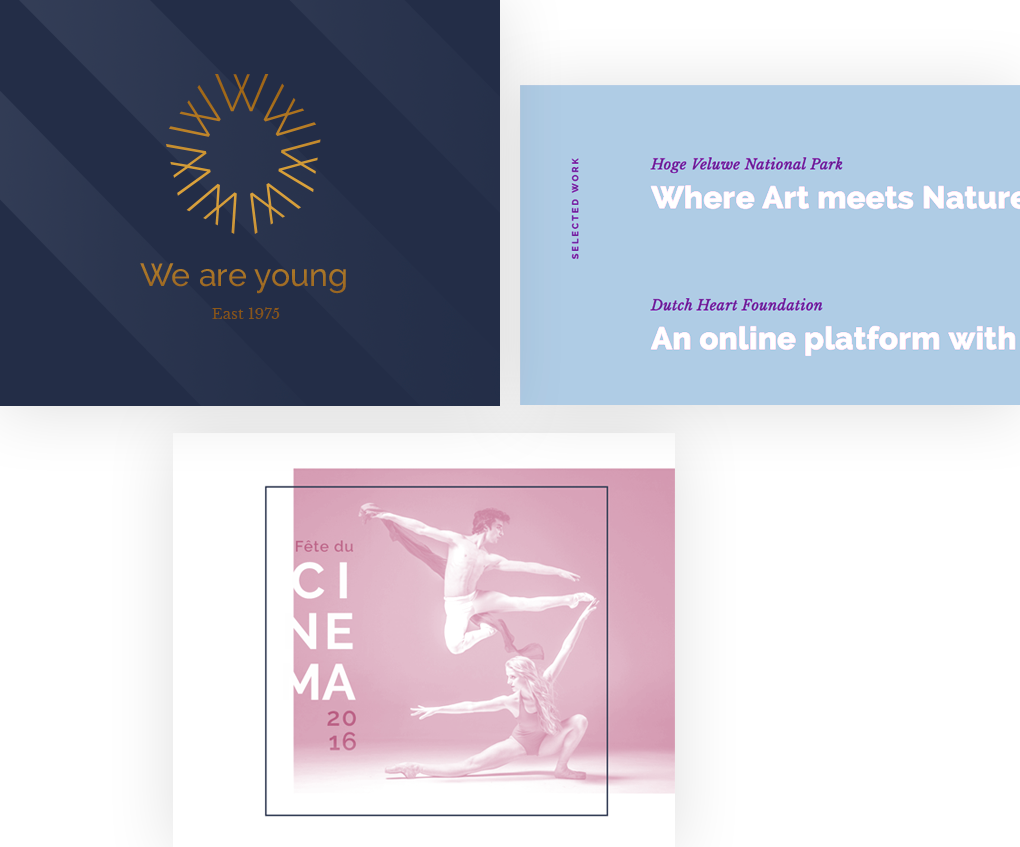 We are young
East 1975
SELECTED WORK
Hoge Veluwe National Park
Where Art meets Nature
Dutch Heart Foundation
An online platform with
Fête du
CI
NE
MA
20
16